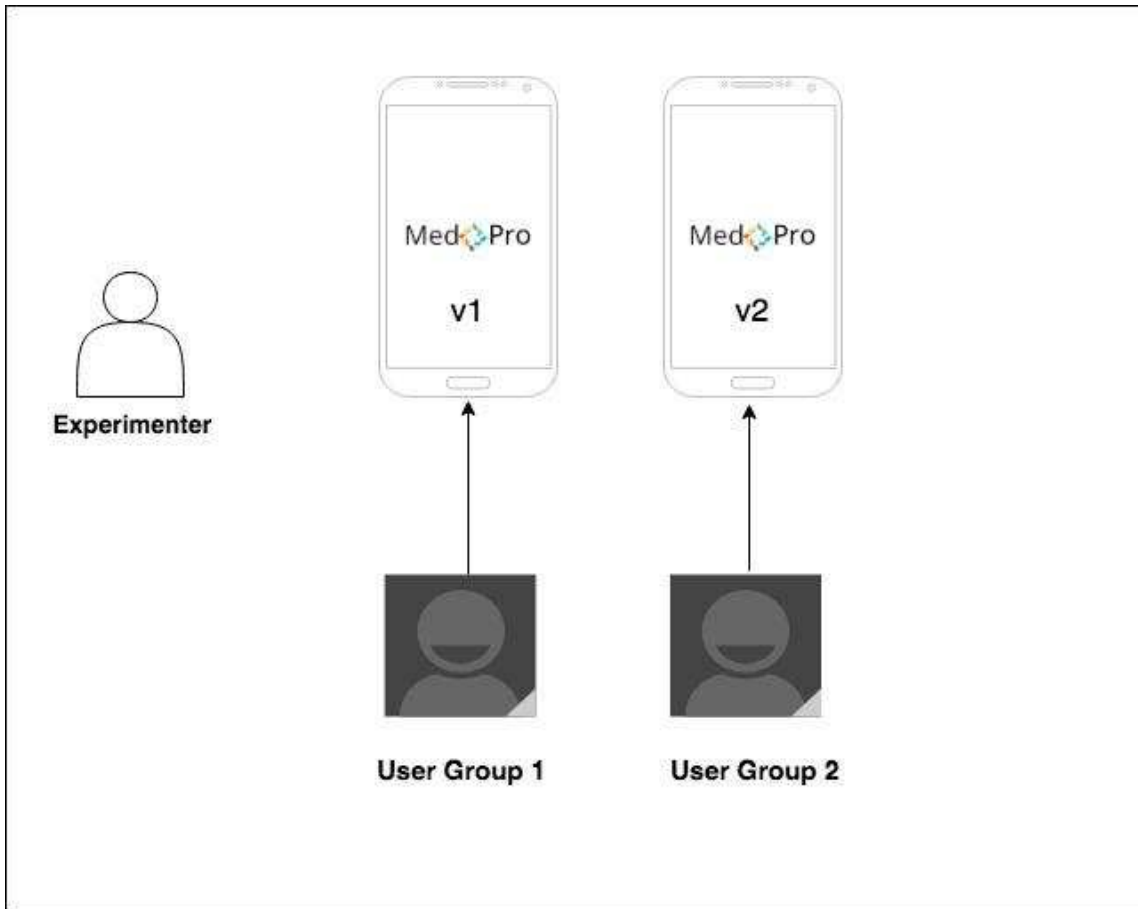 Med Pro
v1
Med Pro
v2
Experimenter
User Group 1
User Group 2